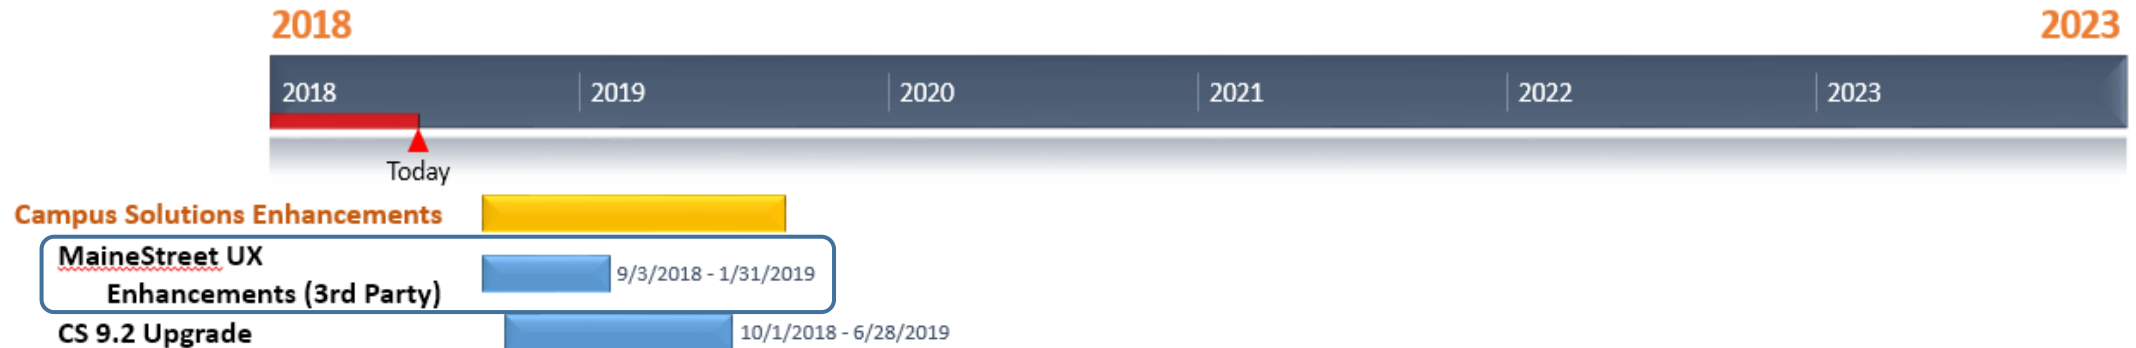 2018 2023
2018 2019 2020 2021 2022 2023
Today
Campus Solutions Enhancements
MaineStreet UX
Enhancements (3rd Party) 9/3/2018 - 1/31/2019
CS 9.2 Upgrade 10/1/2018 - 6/28/2019